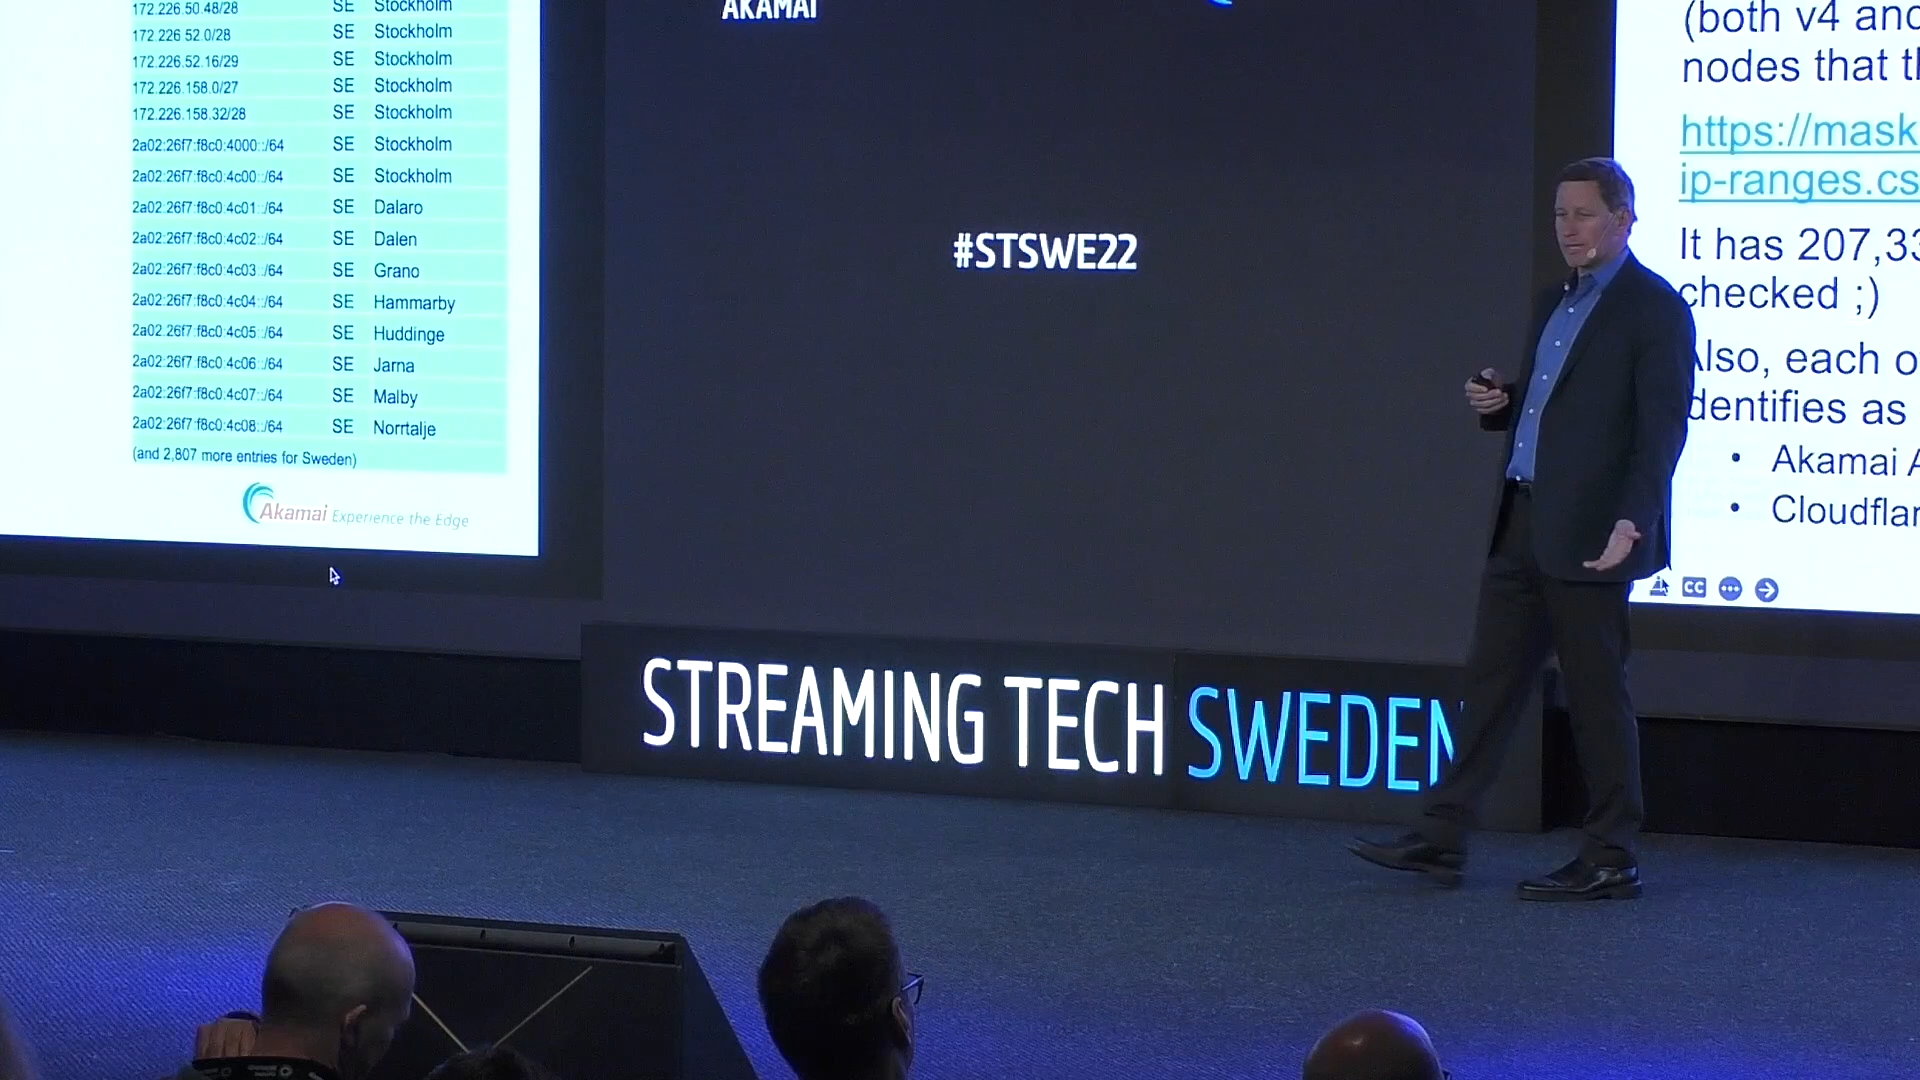 172.226.50.48/28 SE Stockholm
172.226.52.0/28 SE Stockholm
172.226.52.16/29 SE Stockholm
172.226.158.0/27 SE Stockholm
172.226.158.32/28 SE Stockholm
2a02:26f7:f8c0:4000::/64 SE Stockholm
2a02:26f7:f8c0:4c00::/64 SE Stockholm
2a02:26f7:f8c0:4c01::/64 SE Dalaro
2a02:26f7:f8c0:4c02::/64 SE Dalen
2a02:26f7:f8c0:4c03::/64 SE Grano
2a02:26f7:f8c0:4c04::/64 SE Hammarby
2a02:26f7:f8c0:4c05::/64 SE Huddinge
2a02:26f7:f8c0:4c06::/64 SE Jarna
2a02:26f7:f8c0:4c07::/64 SE Malby
2a02:26f7:f8c0:4c08::/64 SE Norrtalje
(and 2,807 more entries for Sweden)
Akamai Experience the Edge
AKAMAI
#STSWE22
STREAMING TECH SWEDEN
(both v4 and
nodes that
https://mask
ip-ranges.cs
It has 207,33
checked ;)
Also, each
identifies as
• Akamai
• Cloudflar
CC